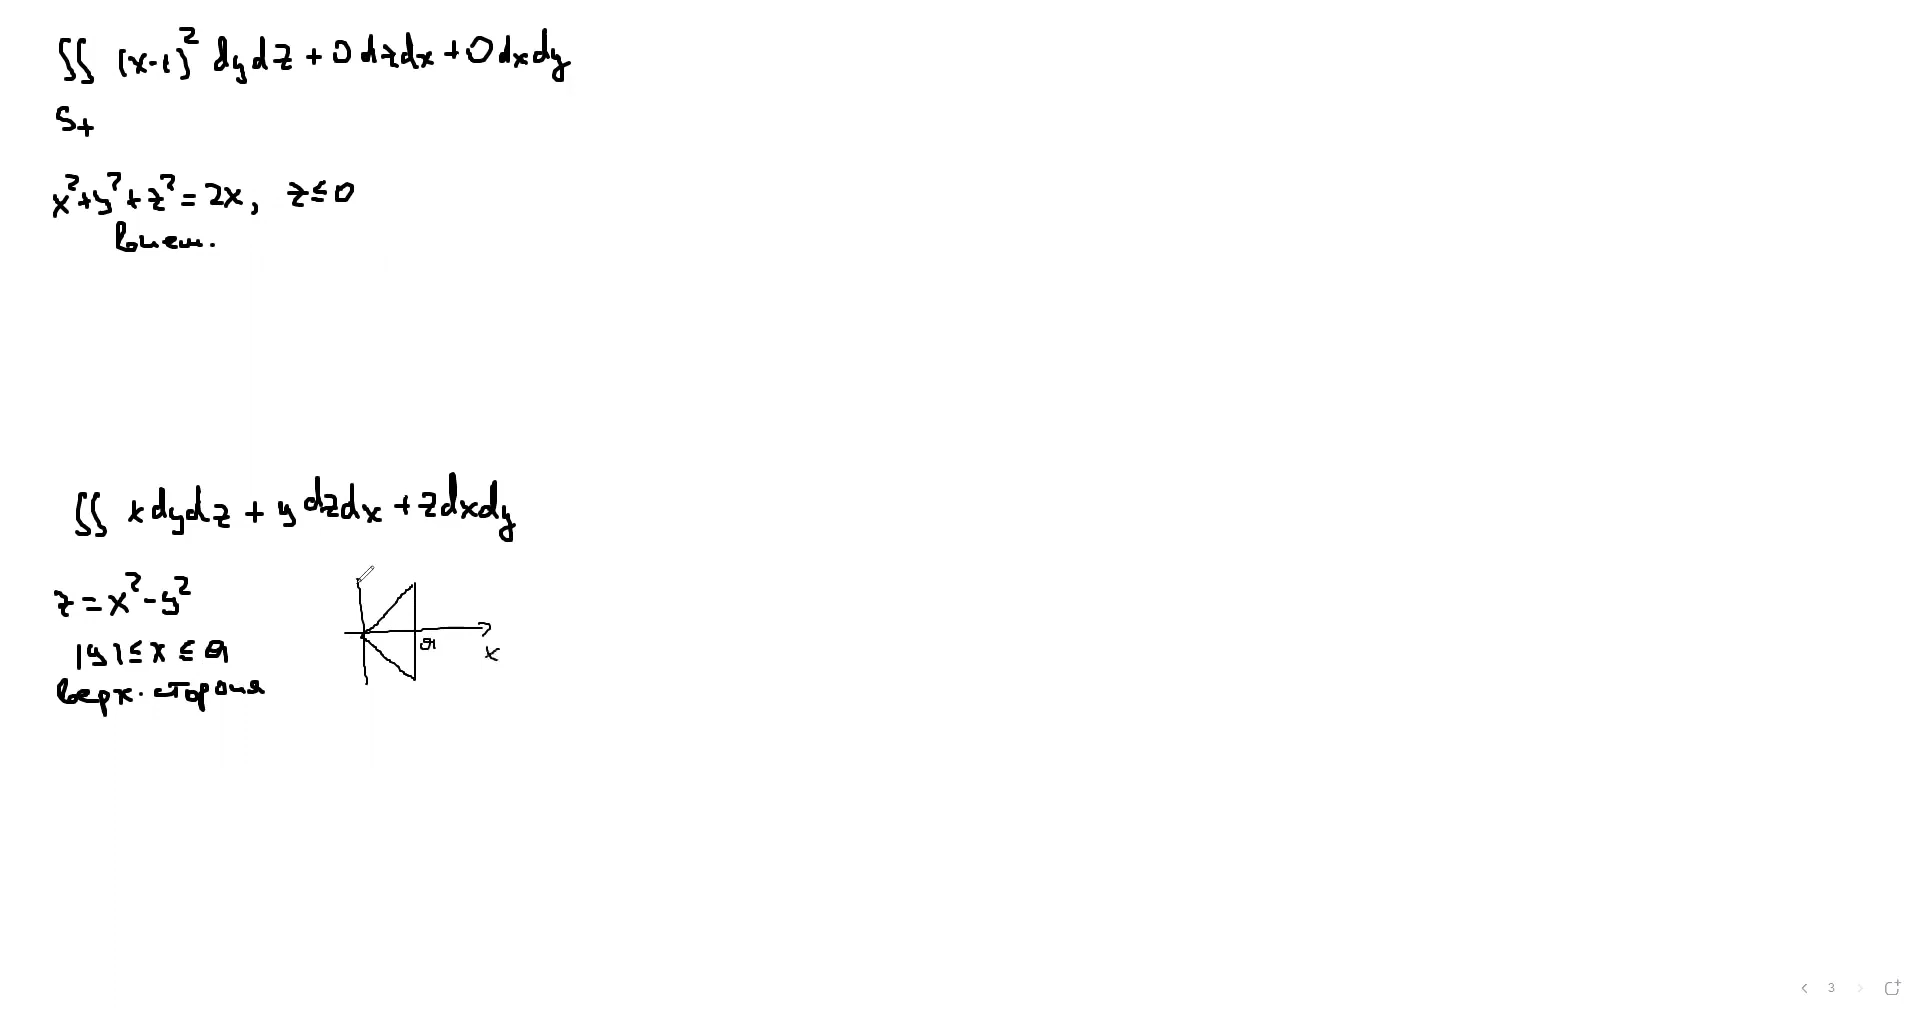 ∬ (x-1)² dydz + 0 dzdx + 0 dxdy
S+
x²+y²+z² = 2x, z ≤ 0
внеш.
∬ x dydz + y dzdx + z dxdy
z = x² - y²
|y| ≤ x ≤ a
верх. сторона
a
x
3